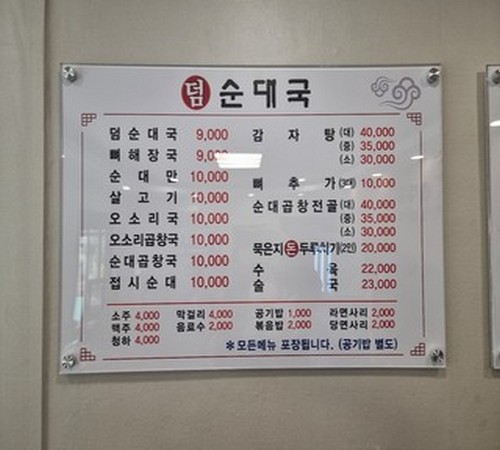 덤 순대국
덤순대국 9,000
뼈해장국 9,000
순대만 10,000
살고기 10,000
오소리국 10,000
오소리곱창국 10,000
순대곱창국 10,000
접시순대 10,000
감자탕 (대) 40,000
(중) 35,000
(소) 30,000
뼈추가 10,000
순대곱창전골 (대) 40,000
(중) 35,000
(소) 30,000
묵은지돈두루치기(2인) 20,000
수육 22,000
술국 23,000
소주 4,000 막걸리 4,000 공기밥 1,000 라면사리 2,000
맥주 4,000 음료수 2,000 볶음밥 2,000 당면사리 2,000
청하 4,000
*모든메뉴 포장됩니다. (공기밥 별도)